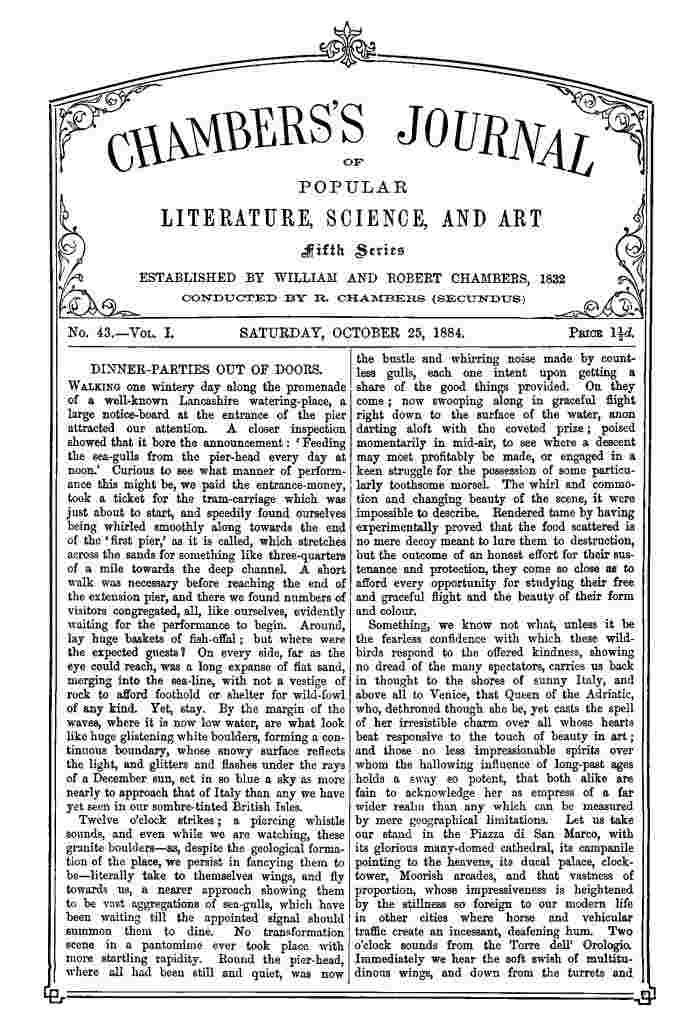 CHAMBERS'S JOURNAL
OF
POPULAR
LITERATURE, SCIENCE, AND ART
Fifth Series
ESTABLISHED BY WILLIAM AND ROBERT CHAMBERS, 1832
CONDUCTED BY R. CHAMBERS (SECUNDUS)
No. 43.—Vol. I.
SATURDAY, OCTOBER 25, 1884.
Price 1½d.
DINNER-PARTIES OUT OF DOORS.
Walking one wintery day along the promenade
of a well-known Lancashire watering-place, a
large notice-board at the entrance of the pier
attracted our attention. A closer inspection
showed that it bore the announcement: 'Feeding
the sea-gulls from the pier-head every day at
noon.' Curious to see what manner of perform-
ance this might be, we paid the entrance-money,
took a ticket for the tram-carriage which was
just about to start, and speedily found ourselves
being whirled smoothly along towards the end
of the 'first pier,' as it is called, which stretches
across the sands for something like three-quarters
of a mile towards the deep channel. A short
walk was necessary before reaching the end of
the extension pier, and there we found numbers of
visitors congregated, all, like ourselves, evidently
waiting for the performance to begin. Around,
lay huge baskets of fish-offal; but where were
the expected guests? On every side, far as the
eye could reach, was a long expanse of flat sand,
merging into the sea-line, with not a vestige of
rock to afford foothold or shelter for wild-fowl
of any kind. Yet, stay. By the margin of the
waves, where it is now low water, are what look
like huge glistening white boulders, forming a con-
tinuous boundary, whose snowy surface reflects
the light, and glitters and flashes under the rays
of a December sun, set in so blue a sky as more
nearly to approach that of Italy than any we have
yet seen in our sombre-tinted British Isles.
Twelve o'clock strikes; a piercing whistle
sounds, and even while we are watching, these
granite boulders—as, despite the geological forma-
tion of the place, we persist in fancying them to
be—literally take to themselves wings, and fly
towards us, a nearer approach showing them
to be vast aggregations of sea-gulls, which have
been waiting till the appointed signal should
summon them to dine. No transformation
scene in a pantomime ever took place with
more startling rapidity. Round the pier-head,
where all had been still and quiet, was now
the bustle and whirring noise made by count-
less gulls, each one intent upon getting a
share of the good things provided. On they
come; now swooping along in graceful flight
right down to the surface of the water, anon
darting aloft with the coveted prize; poised
momentarily in mid-air, to see where a descent
may most profitably be made, or engaged in a
keen struggle for the possession of some particu-
larly toothsome morsel. The whirl and commo-
tion and changing beauty of the scene, it were
impossible to describe. Rendered tame by having
experimentally proved that the food scattered is
no mere decoy meant to lure them to destruction,
but the outcome of an honest effort for their sus-
tenance and protection, they come so close as to
afford every opportunity for studying their free
and graceful flight and the beauty of their form
and colour.
Something, we know not what, unless it be
the fearless confidence with which these wild-
birds respond to the offered kindness, showing
no dread of the many spectators, carries us back
in thought to the shores of sunny Italy, and
above all to Venice, that Queen of the Adriatic,
who, dethroned though she be, yet casts the spell
of her irresistible charm over all whose hearts
beat responsive to the touch of beauty in art;
and those no less impressionable spirits over
whom the hallowing influence of long-past ages
holds a sway so potent, that both alike are
fain to acknowledge her as empress of a far
wider realm than any which can be measured
by mere geographical limitations. Let us take
our stand in the Piazza di San Marco, with
its glorious many-domed cathedral, its campanile
pointing to the heavens, its ducal palace, clock-
tower, Moorish arcades, and that vastness of
proportion, whose impressiveness is heightened
by the stillness so foreign to our modern life
in other cities where horse and vehicular
traffic create an incessant, deafening hum. Two
o'clock sounds from the Torre dell' Orologio.
Immediately we hear the soft swish of multitu-
dinous wings, and down from the turrets and